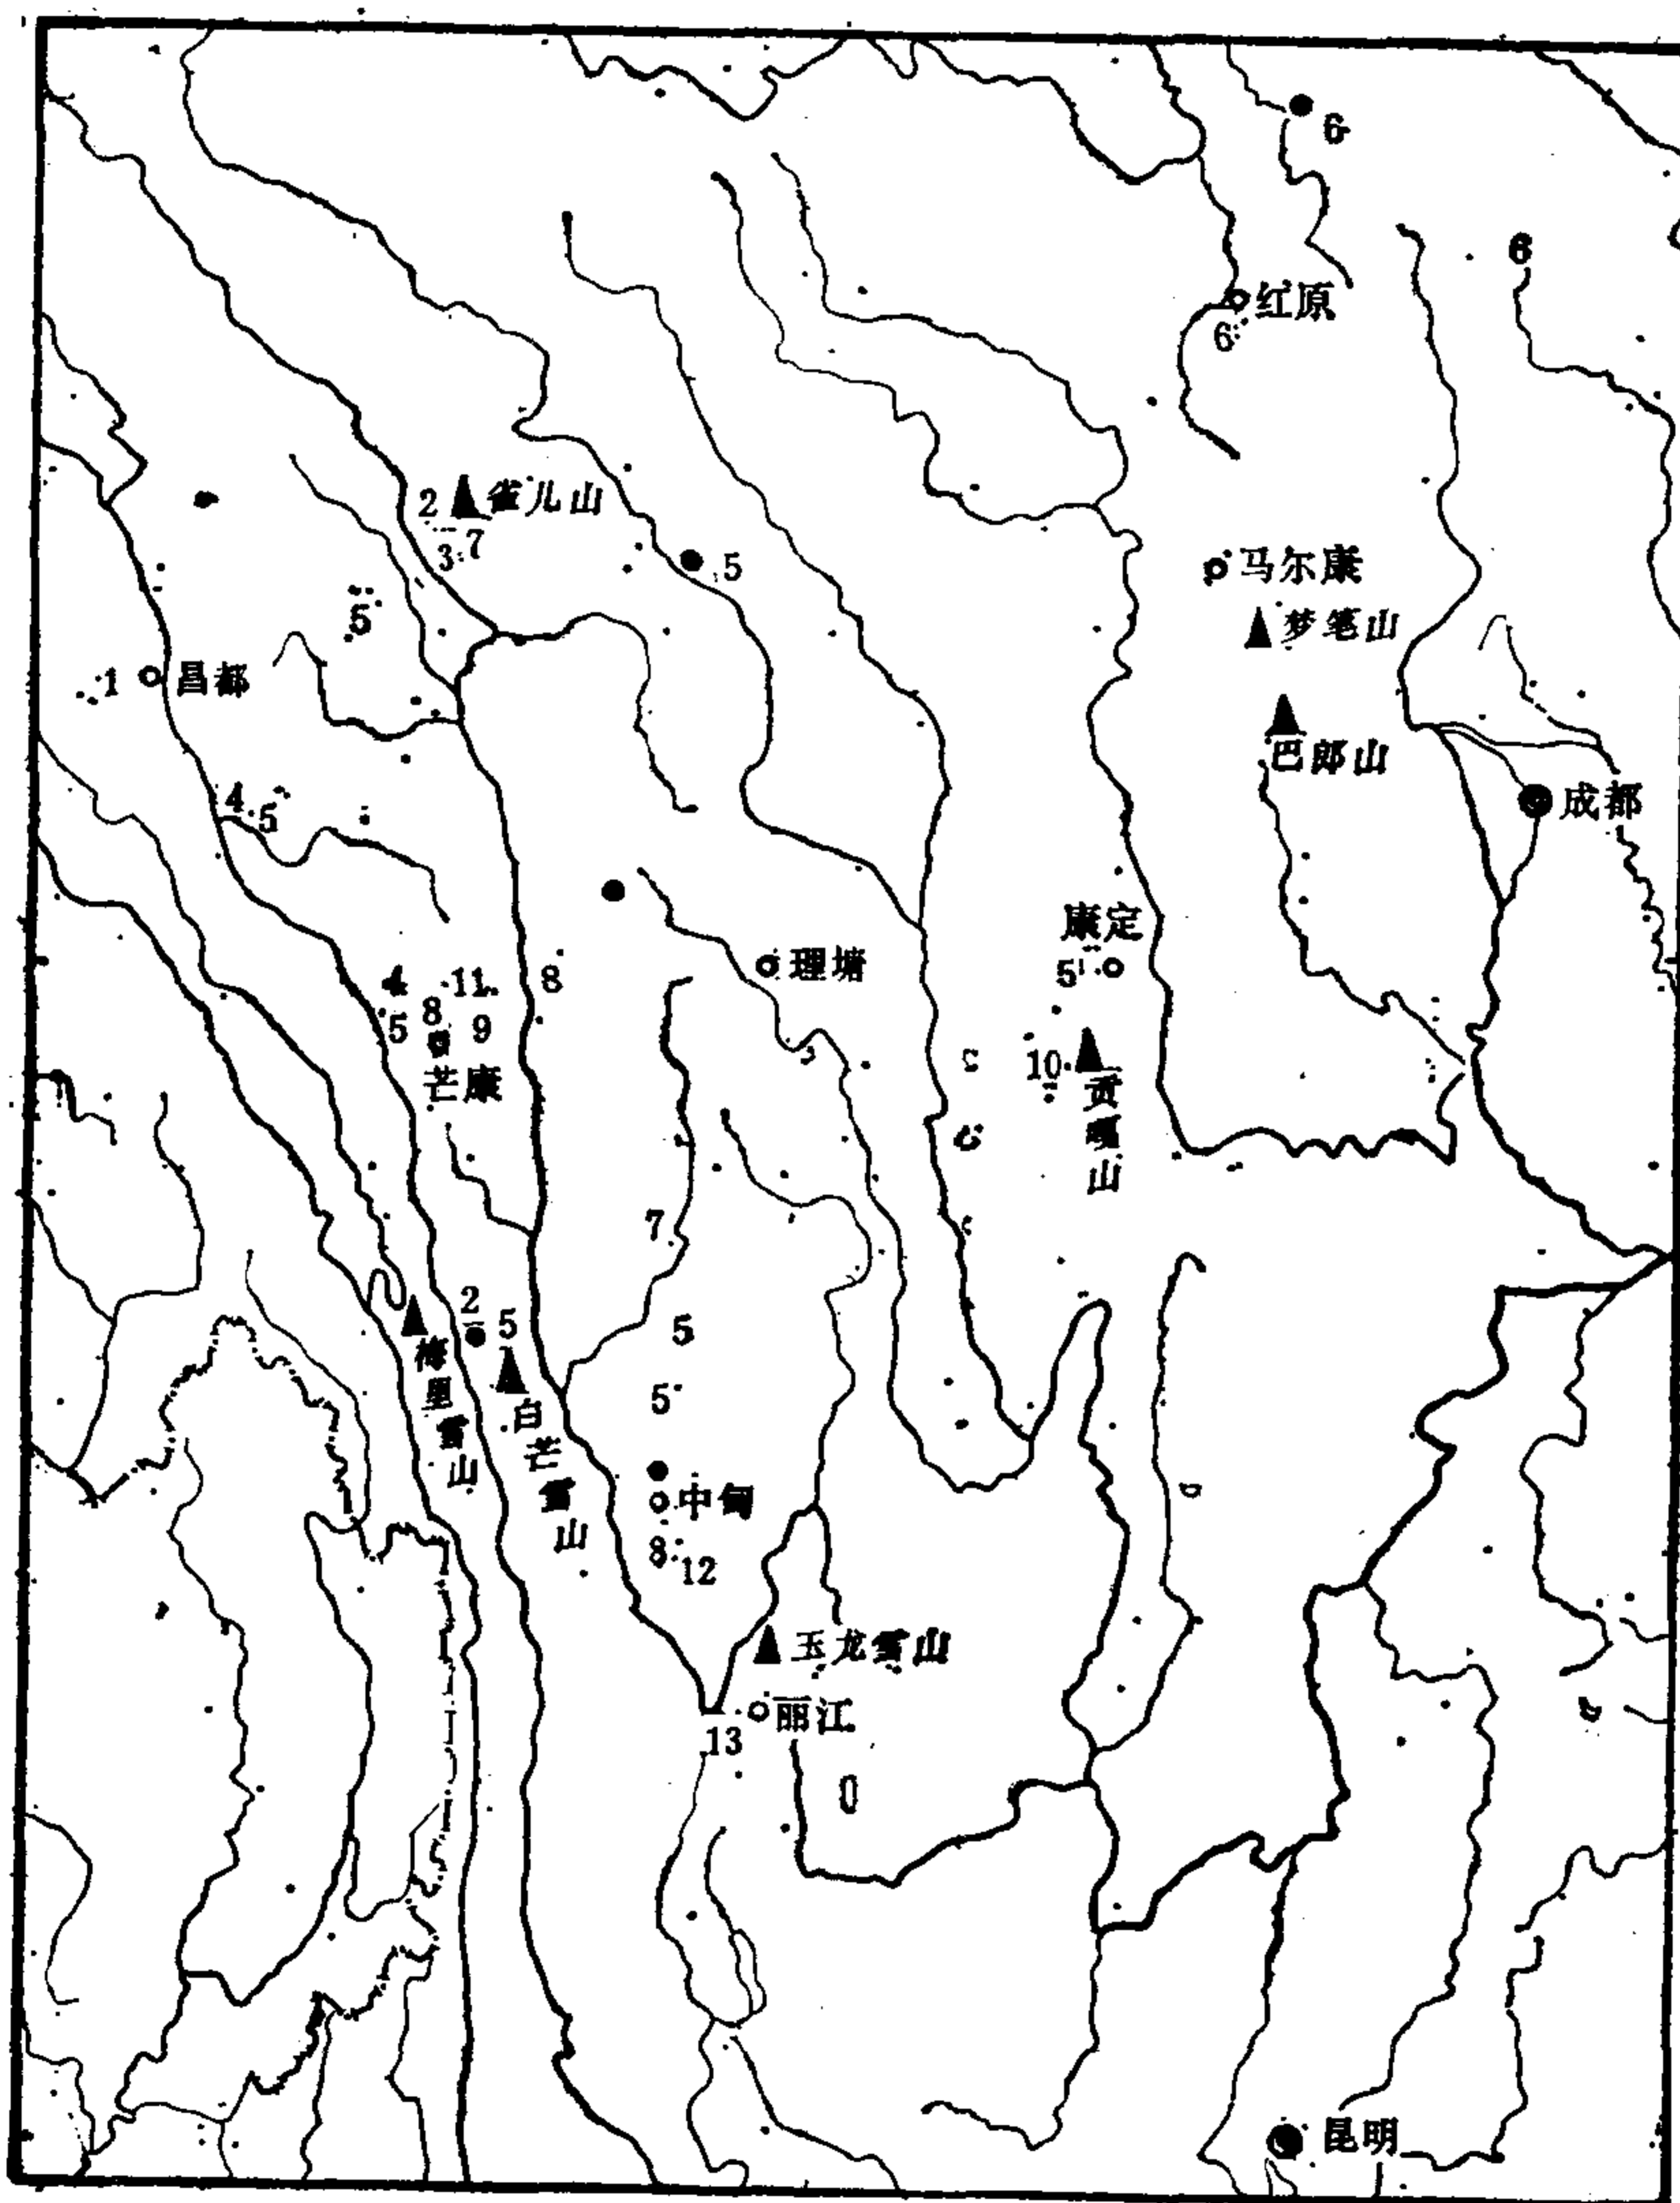 6
6
红原
6
2
雀儿山
3 7
5
马尔康
5
梦笔山
1
昌都
巴郎山
4
5
成都
康定
理塘
5
4
11
8
5
8
9
10
芒康
贡嘎山
7
2
5
5
梅里雪山
5
白芒雪山
中甸
8
12
玉龙雪山
丽江
13
昆明